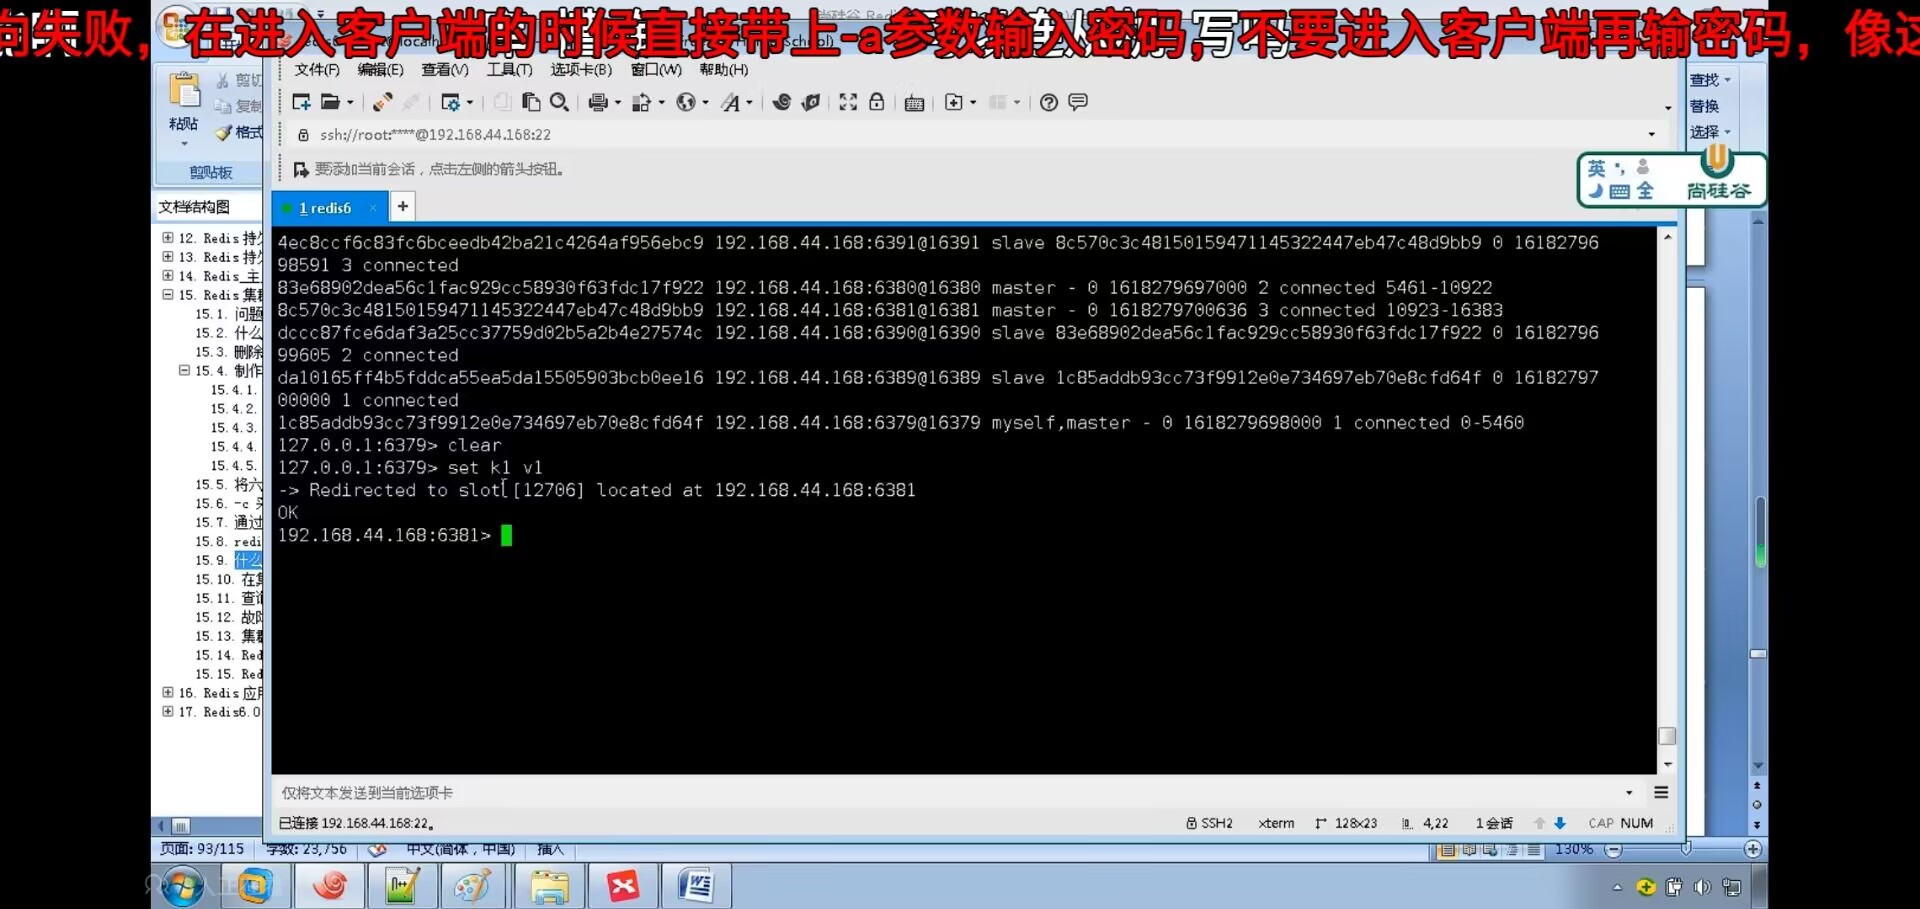 向失败，在进入客户端的时候直接带上-a参数输入密码，不要进入客户端再输密码，像这
文件(F) 编辑(E) 查看(V) 工具(T) 选项卡(B) 窗口(W) 帮助(H)
ssh://root:****@192.168.44.168:22
要添加当前会话，点击左侧的箭头按钮。
1 redis6
粘贴
剪切
复制
格式
剪贴板
查找
替换
选择
英
全
尚硅谷
文档结构图
12. Redis 持
13. Redis 持
14. Redis_主
15. Redis 集
15.1. 问题
15.2. 什么
15.3. 删除
15.4. 制作
15.4.1.
15.4.2.
15.4.3.
15.4.4.
15.4.5.
15.5. 将六
15.6. -c
15.7. 通过
15.8. redi
15.9. 什么
15.10. 在集
15.11. 查询
15.12. 故障
15.13. 集群
15.14. Red
15.15. Red
16. Redis 应用
17. Redis6.0
4ec8ccf6c83fc6bceedb42ba21c4264af956ebc9 192.168.44.168:6391@16391 slave 8c570c3c48150159471145322447eb47c48d9bb9 0 16182796
98591 3 connected
83e68902dea56c1fac929cc58930f63fdc17f922 192.168.44.168:6380@16380 master - 0 1618279697000 2 connected 5461-10922
8c570c3c48150159471145322447eb47c48d9bb9 192.168.44.168:6381@16381 master - 0 1618279700636 3 connected 10923-16383
dccc87fce6daf3a25cc37759d02b5a2b4e27574c 192.168.44.168:6390@16390 slave 83e68902dea56c1fac929cc58930f63fdc17f922 0 16182796
99605 2 connected
da10165ff4b5fddca55ea5da15505903bcb0ee16 192.168.44.168:6389@16389 slave 1c85addb93cc73f9912e0e734697eb70e8cfd64f 0 16182797
00000 1 connected
1c85addb93cc73f9912e0e734697eb70e8cfd64f 192.168.44.168:6379@16379 myself,master - 0 1618279698000 1 connected 0-5460
127.0.0.1:6379> clear
127.0.0.1:6379> set k1 v1
-> Redirected to slot [12706] located at 192.168.44.168:6381
OK
192.168.44.168:6381>
仅将文本发送到当前选项卡
已连接 192.168.44.168:22。
SSH2 xterm 128x23 4,22 1会话 CAP NUM
页面: 93/115 字数: 23,756 中文(简体，中国) 插入 130%